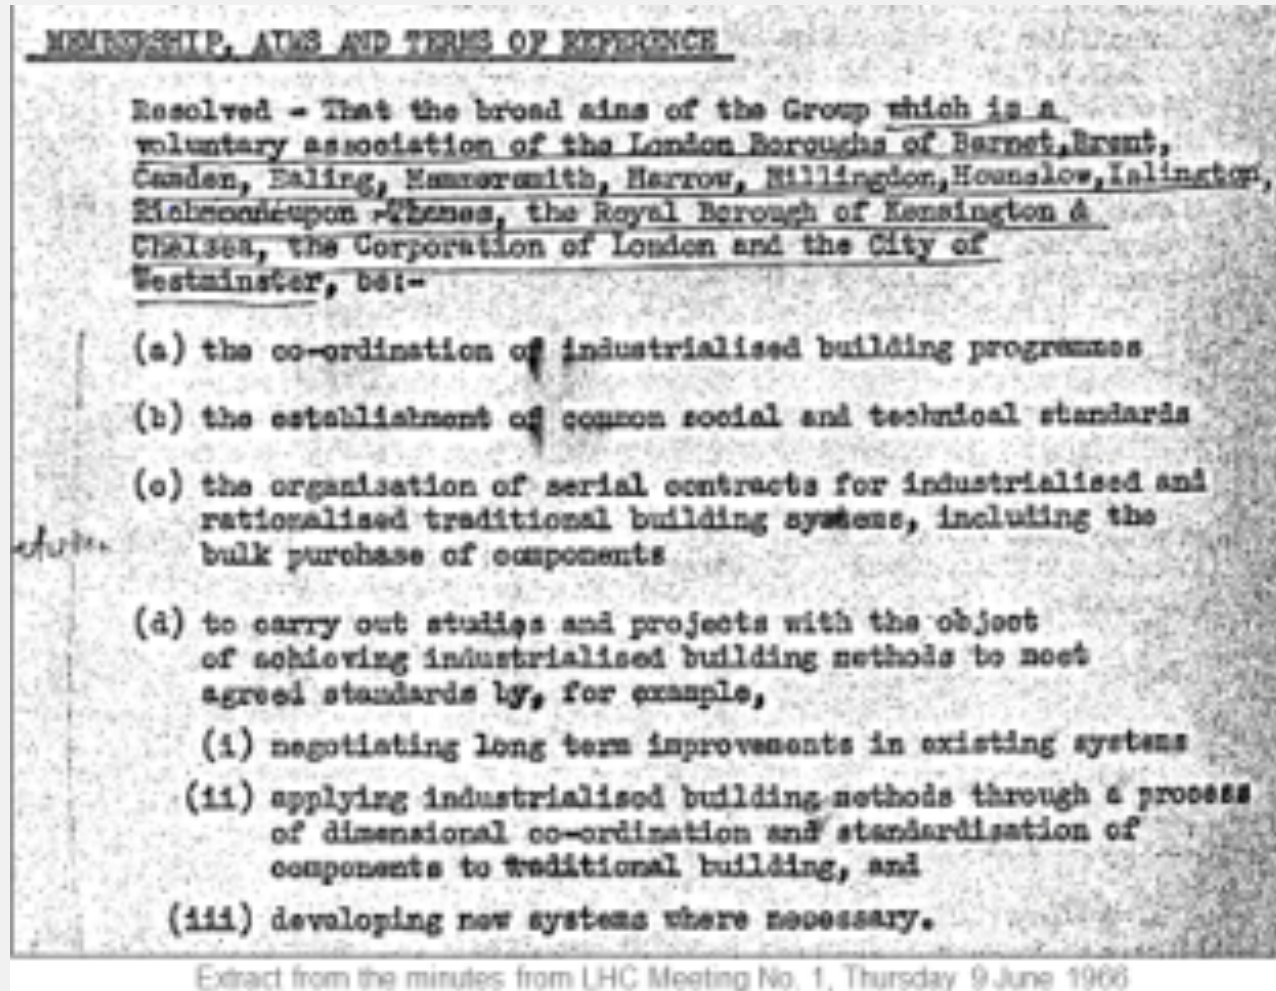 MEMBERSHIP, AIMS AND TERMS OF REFERENCE
Resolved - That the broad aims of the Group which is a
voluntary association of the London Boroughs of Barnet, Brent,
Camden, Ealing, Hammersmith, Harrow, Hillingdon, Hounslow, Islington,
Richmond upon -Thames, the Royal Borough of Kensington &
Chelsea, the Corporation of London and the City of
Westminster, be:-
(a) the co-ordination of industrialised building programmes
(b) the establishment of common social and technical standards
(c) the organisation of serial contracts for industrialised and
rationalised traditional building systems, including the
bulk purchase of components
(d) to carry out studies and projects with the object
of achieving industrialised building methods to meet
agreed standards by, for example,
(i) negotiating long term improvements in existing systems
(ii) applying industrialised building methods through a process
of dimensional co-ordination and standardisation of
components to traditional building, and
(iii) developing new systems where necessary.
Extract from the minutes from LHC Meeting No. 1, Thursday 9 June 1966